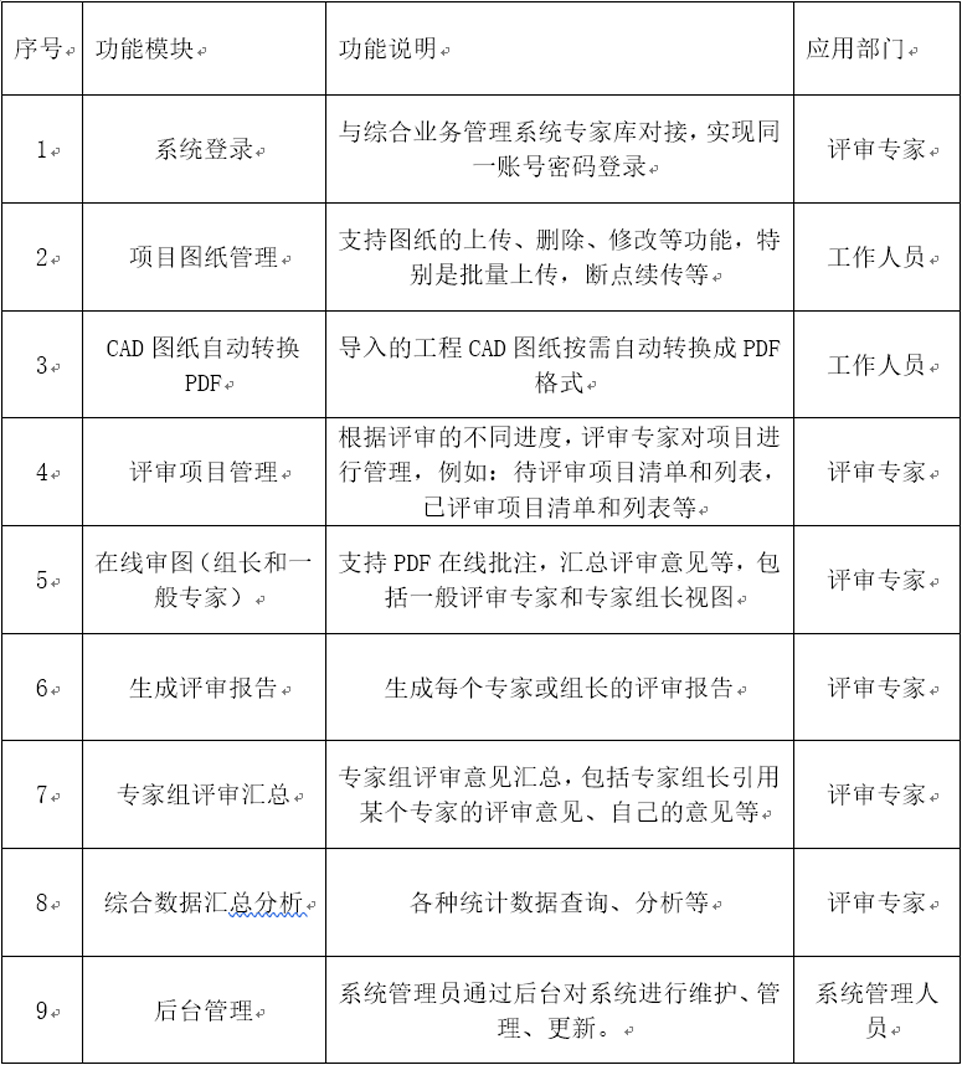 序号 功能模块 功能说明 应用部门
1 系统登录 与综合业务管理系统专家库对接，实现同
一账号密码登录 评审专家
2 项目图纸管理 支持图纸的上传、删除、修改等功能，特
别是批量上传，断点续传等 工作人员
3 CAD 图纸自动转换
PDF 导入的工程 CAD 图纸按需自动转换成 PDF
格式 工作人员
4 评审项目管理 根据评审的不同进度，评审专家对项目进
行管理，例如：待评审项目清单和列表，
已评审项目清单和列表等 评审专家
5 在线审图（组长和一
般专家） 支持 PDF 在线批注，汇总评审意见等，包
括一般评审专家和专家组长视图 评审专家
6 生成评审报告 生成每个专家或组长的评审报告 评审专家
7 专家组评审汇总 专家组评审意见汇总，包括专家组长引用
某个专家的评审意见、自己的意见等 评审专家
8 综合数据汇总分析 各种统计数据查询、分析等 评审专家
9 后台管理 系统管理员通过后台对系统进行维护、管
理、更新。 系统管理人
员